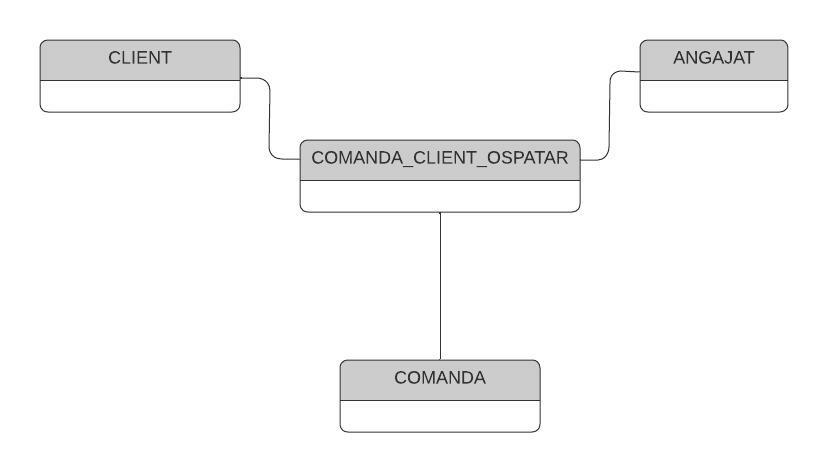 CLIENT
ANGAJAT
COMANDA_CLIENT_OSPATAR
COMANDA